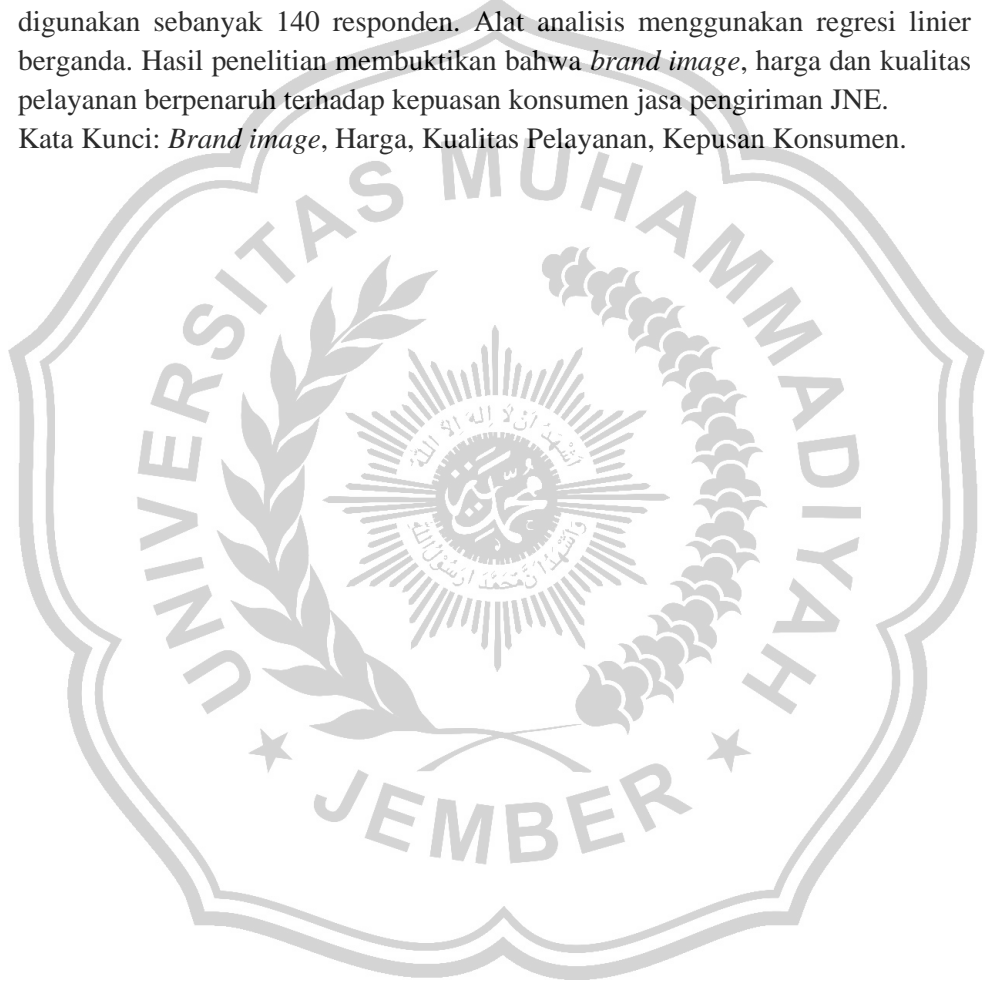 digunakan sebanyak 140 responden. Alat analisis menggunakan regresi linier
berganda. Hasil penelitian membuktikan bahwa brand image, harga dan kualitas
pelayanan berpenaruh terhadap kepuasan konsumen jasa pengiriman JNE.
Kata Kunci: Brand image, Harga, Kualitas Pelayanan, Kepusan Konsumen.
UNIVERSITAS MUHAMMADIYAH
JEMBER